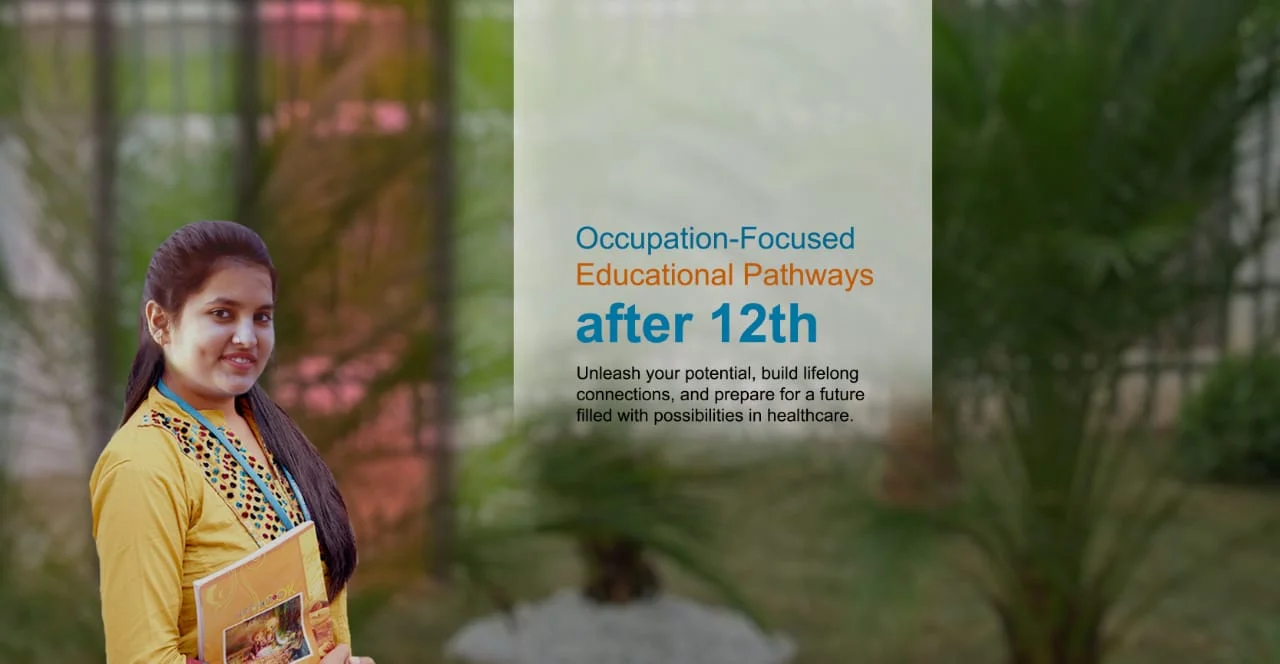 Occupation-Focused
Educational Pathways
after 12th
Unleash your potential, build lifelong
connections, and prepare for a future
filled with possibilities in healthcare.